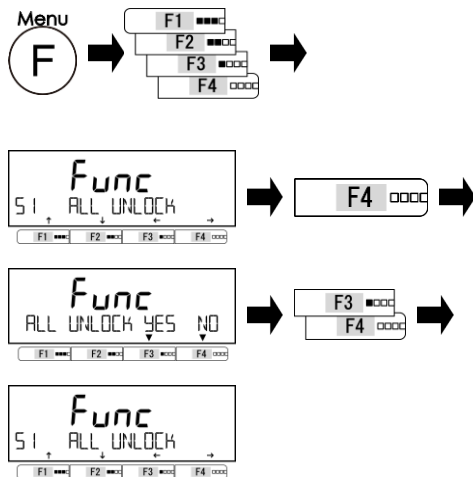 Menu
F
F1
F2
F3
F4
Func
51 ALL UNLOCK
↑ ↓ ← →
F1 F2 F3 F4
F4
Func
ALL UNLOCK YES NO
▼ ▼
F1 F2 F3 F4
F3
F4
Func
51 ALL UNLOCK
↑ ↓ ← →
F1 F2 F3 F4